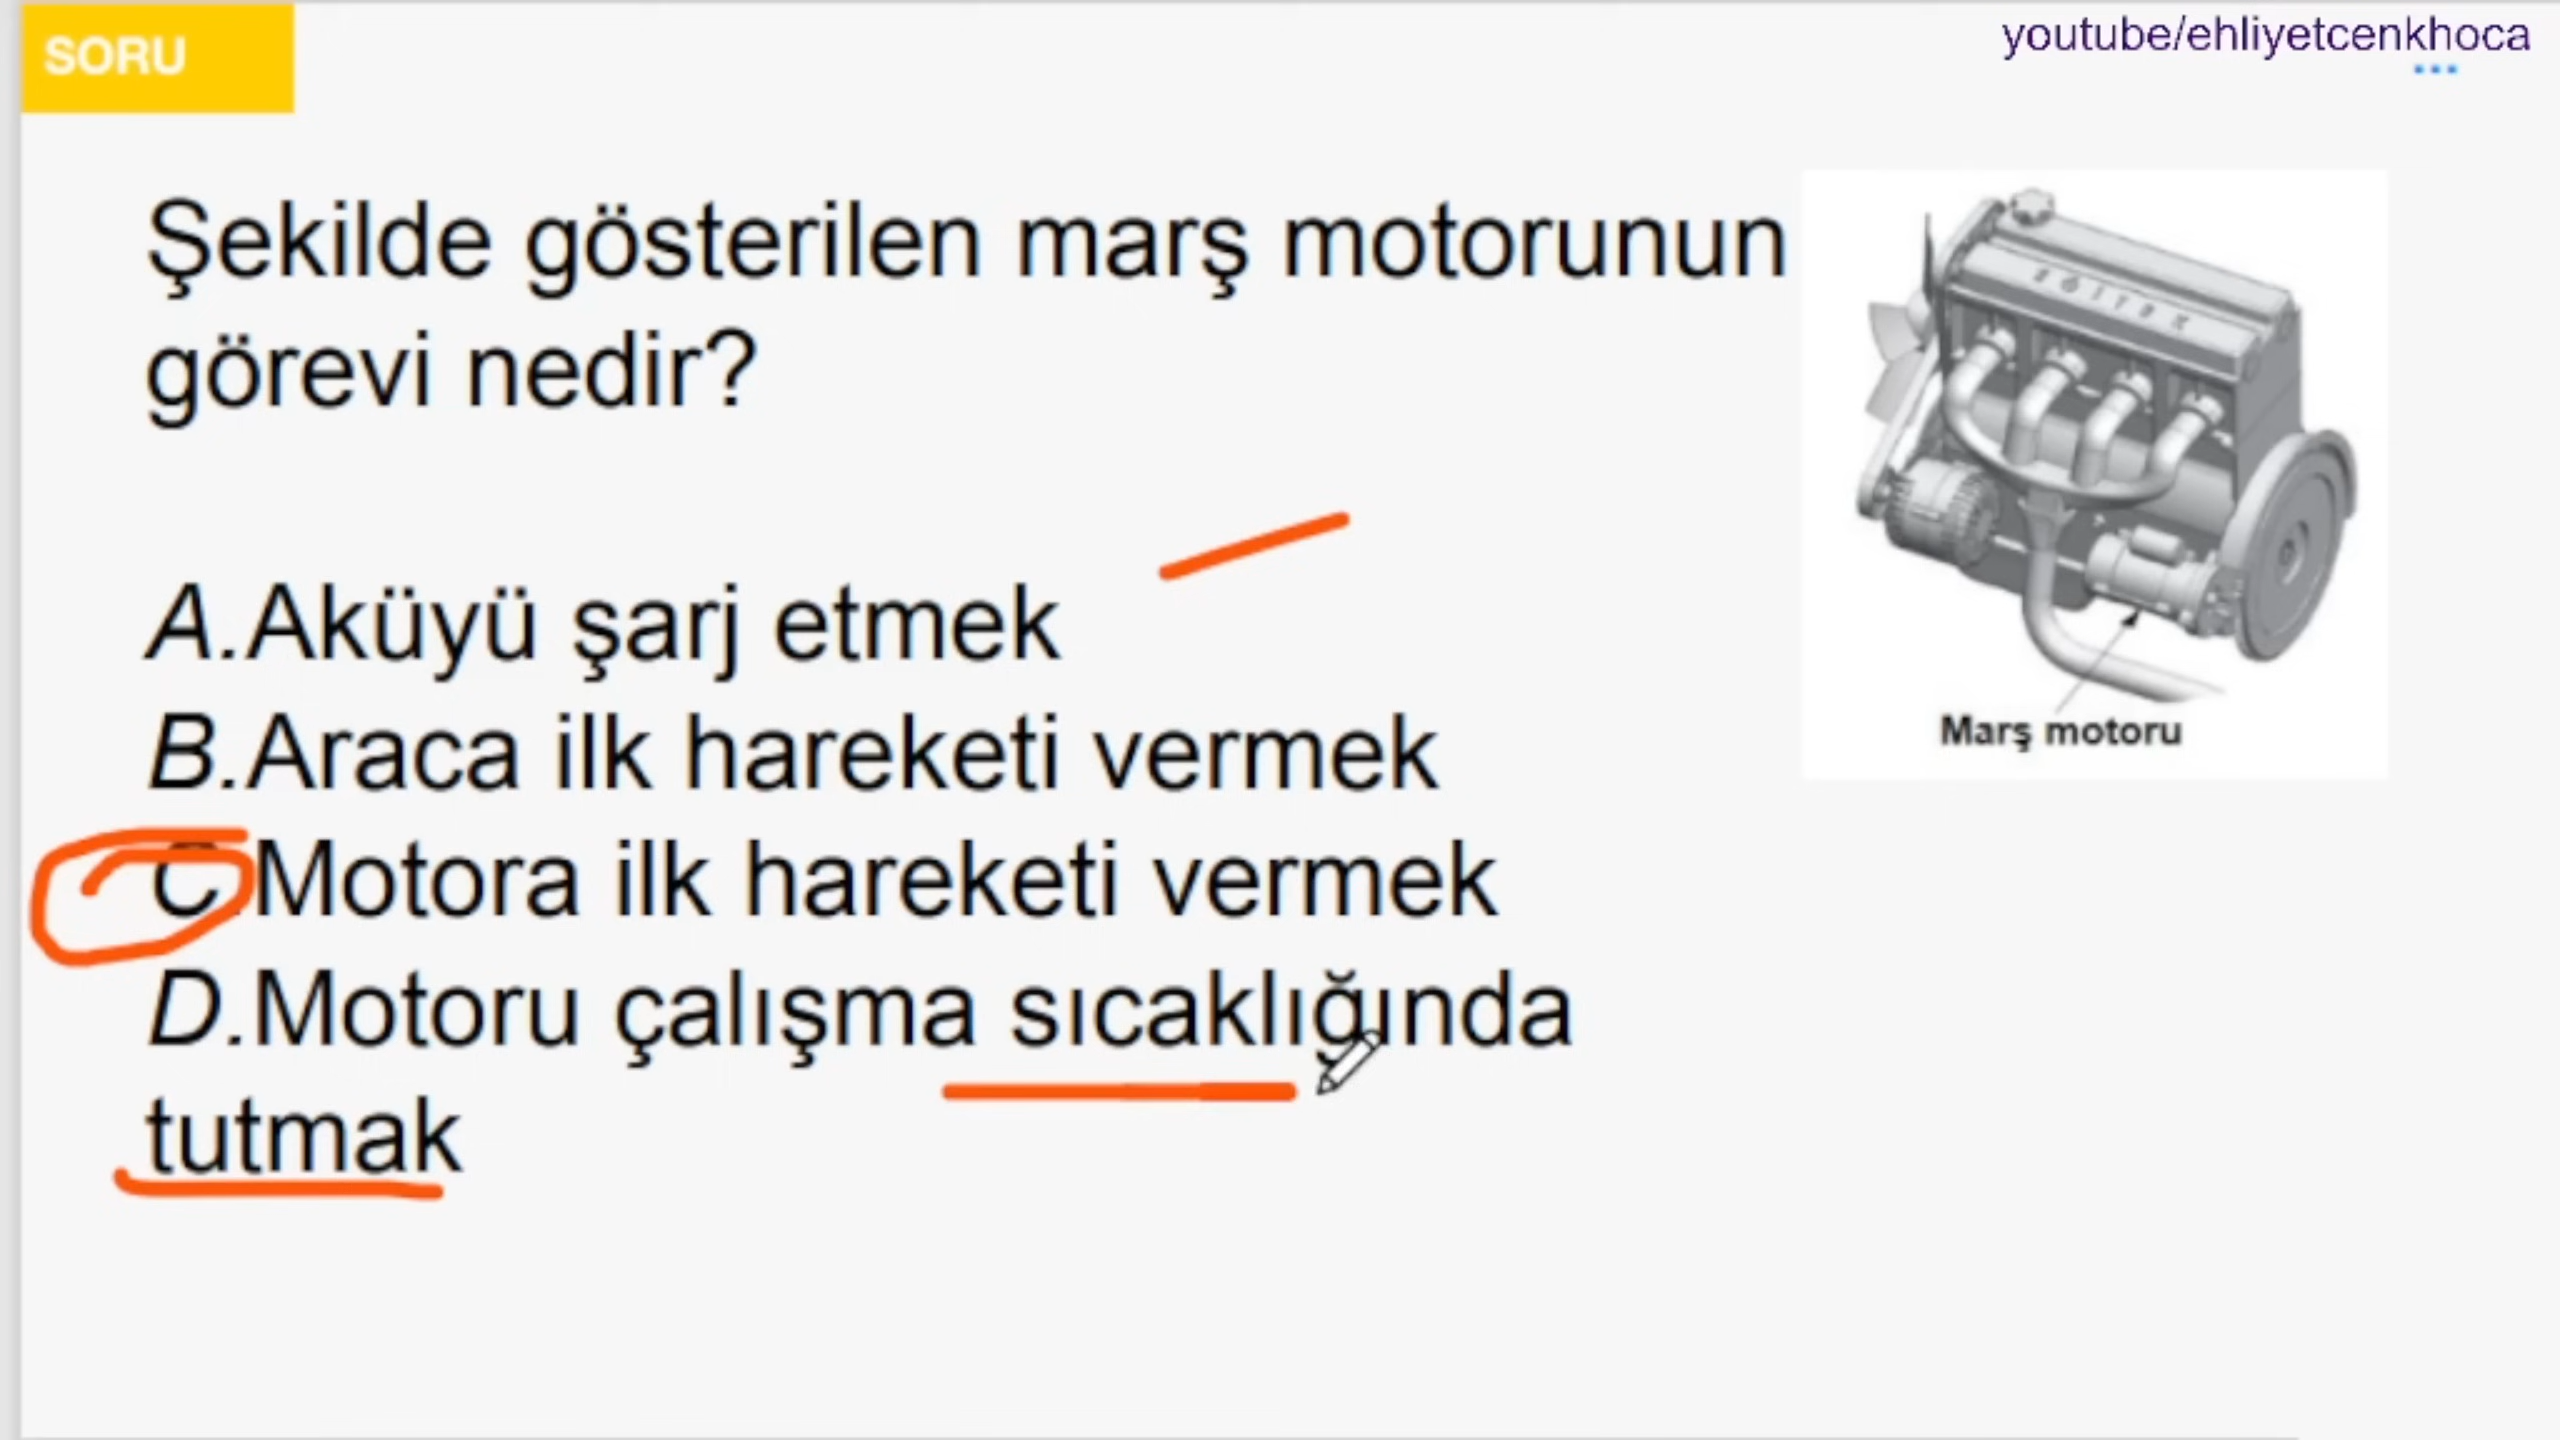 SORU
youtube/ehliyetcenkhoca
Şekilde gösterilen marş motorunun
görevi nedir?
A.Aküyü şarj etmek
B.Araca ilk hareketi vermek
C.Motora ilk hareketi vermek
D.Motoru çalışma sıcaklığında
tutmak
Marş motoru